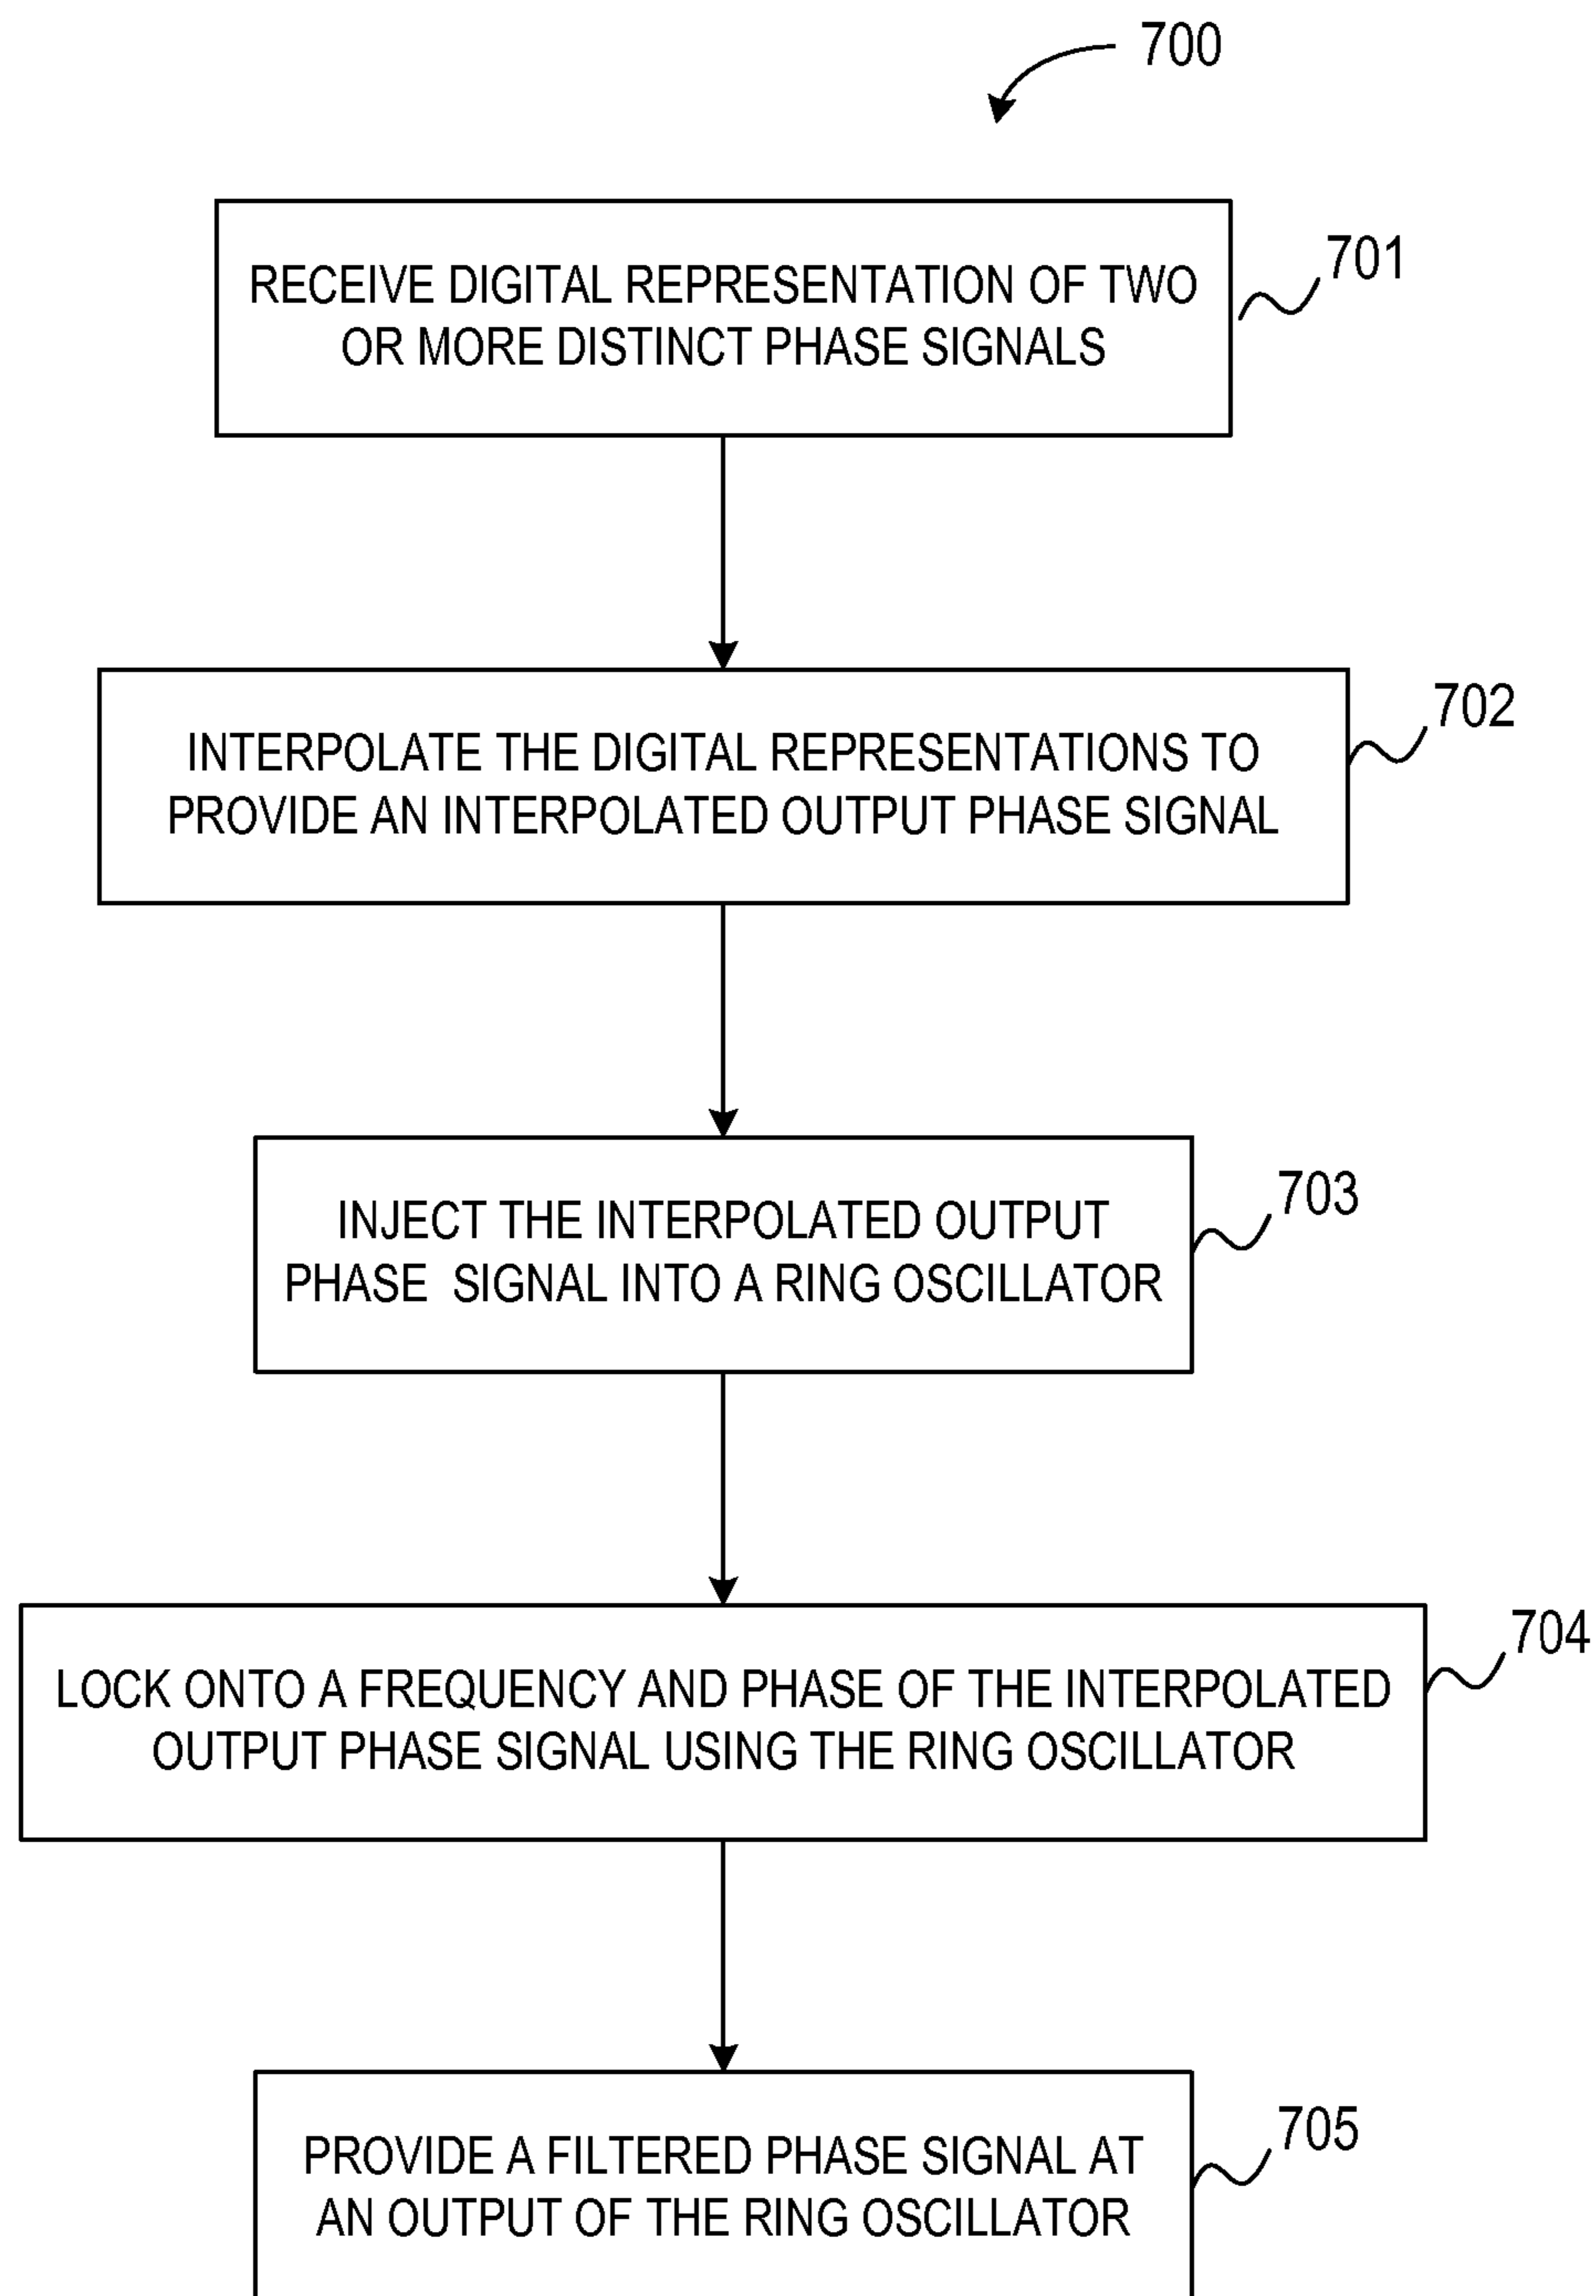 700
RECEIVE DIGITAL REPRESENTATION OF TWO
OR MORE DISTINCT PHASE SIGNALS
701
INTERPOLATE THE DIGITAL REPRESENTATIONS TO
PROVIDE AN INTERPOLATED OUTPUT PHASE SIGNAL
702
INJECT THE INTERPOLATED OUTPUT
PHASE SIGNAL INTO A RING OSCILLATOR
703
LOCK ONTO A FREQUENCY AND PHASE OF THE INTERPOLATED
OUTPUT PHASE SIGNAL USING THE RING OSCILLATOR
704
PROVIDE A FILTERED PHASE SIGNAL AT
AN OUTPUT OF THE RING OSCILLATOR
705